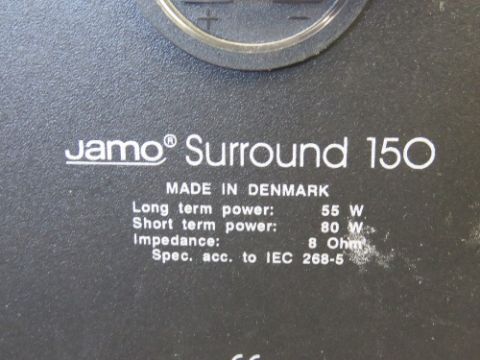 + -
Jamo® Surround 150
MADE IN DENMARK
Long term power: 55 W
Short term power: 80 W
Impedance: 8 Ohm
Spec. acc. to IEC 268-5